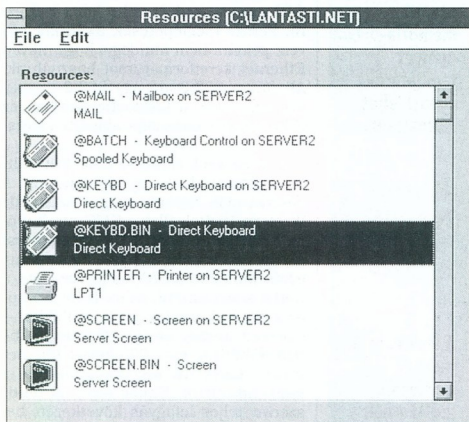 Resources (C:\LANTASTI.NET)
File Edit
Resources:
@MAIL - Mailbox on SERVER2
MAIL
@BATCH - Keyboard Control on SERVER2
Spooled Keyboard
@KEYBD - Direct Keyboard on SERVER2
Direct Keyboard
@KEYBD.BIN - Direct Keyboard
Direct Keyboard
@PRINTER - Printer on SERVER2
LPT1
@SCREEN - Screen on SERVER2
Server Screen
@SCREEN.BIN - Screen
Server Screen